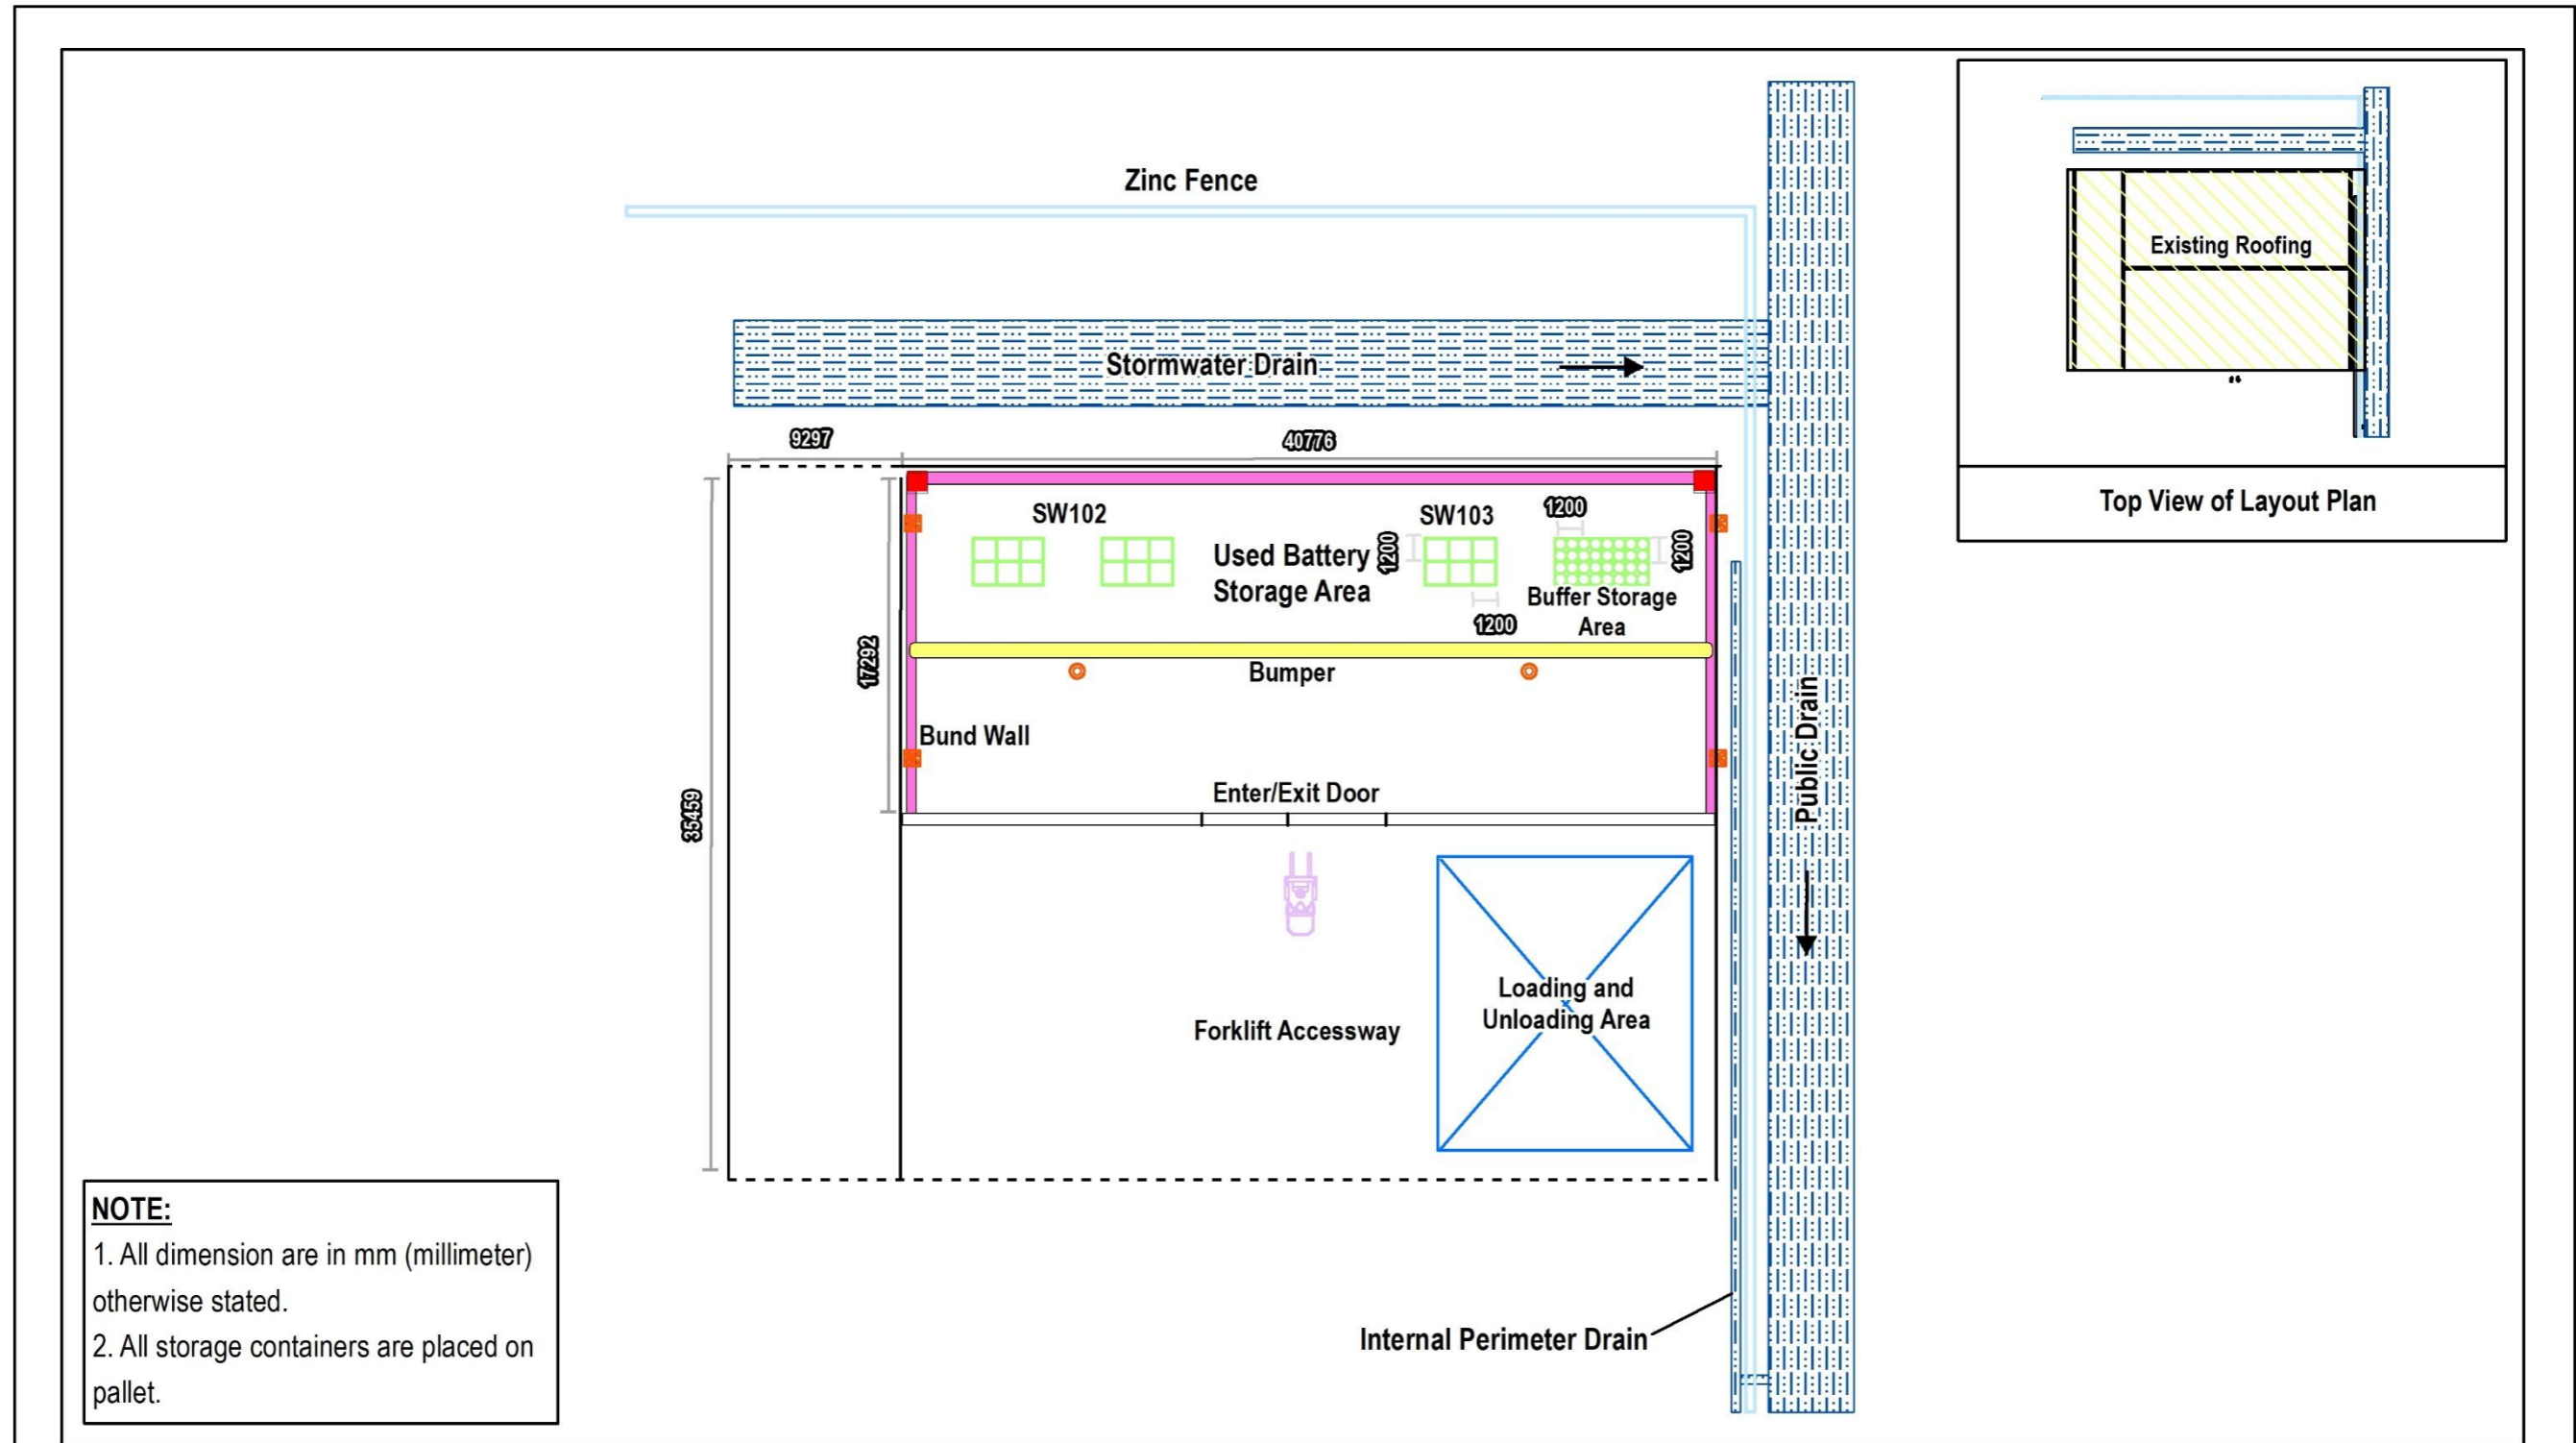 Zinc Fence
Stormwater Drain
Existing Roofing
Top View of Layout Plan
9297
40776
SW102
SW103
1200
1200
1200
1200
Used Battery
Storage Area
Buffer Storage
Area
Bumper
17292
35459
Bund Wall
Enter/Exit Door
Public Drain
Loading and
Unloading Area
Forklift Accessway
Internal Perimeter Drain
NOTE:
1. All dimension are in mm (millimeter)
otherwise stated.
2. All storage containers are placed on
pallet.